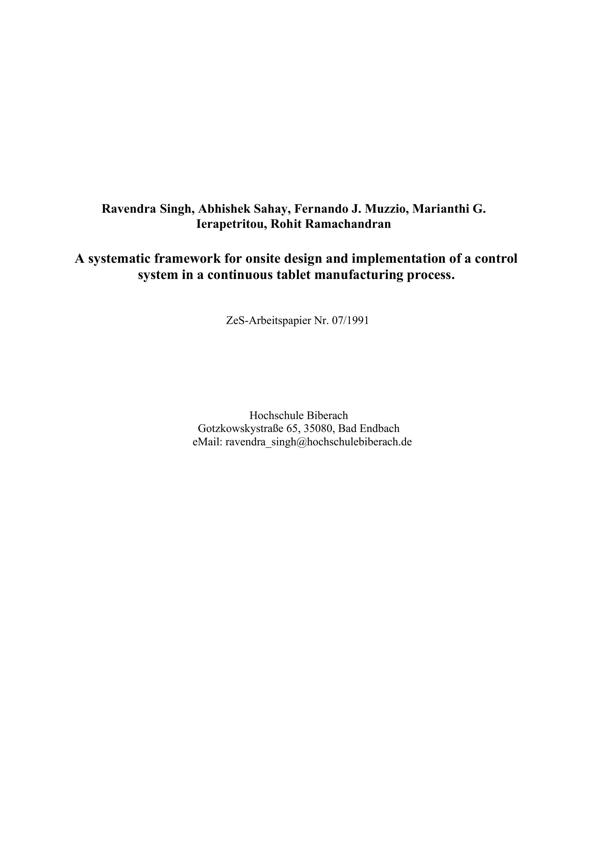 Ravendra Singh, Abhishek Sahay, Fernando J. Muzzio, Marianthi G.
Ierapetritou, Rohit Ramachandran
A systematic framework for onsite design and implementation of a control
system in a continuous tablet manufacturing process.
ZeS-Arbeitspapier Nr. 07/1991
Hochschule Biberach
Gotzkowskystraße 65, 35080, Bad Endbach
eMail: ravendra_singh@hochschulebiberach.de